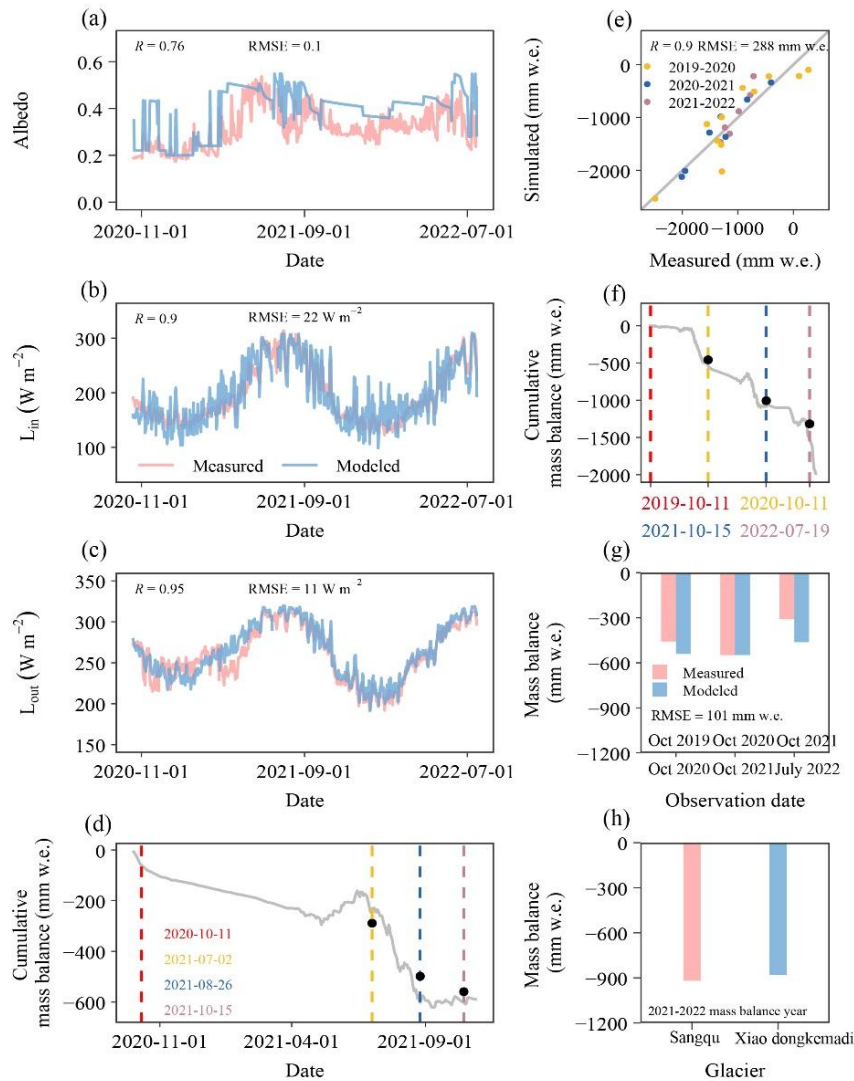 (a)
R = 0.76 RMSE = 0.1
0.6
0.4
0.2
0.0
Albedo
2020-11-01 2021-09-01 2022-07-01
Date
(b)
R = 0.9 RMSE = 22 W m⁻²
300
200
100
L_in (W m⁻²)
Measured Modeled
2020-11-01 2021-09-01 2022-07-01
Date
(c)
R = 0.95 RMSE = 11 W m⁻²
350
300
250
200
150
L_out (W m⁻²)
2020-11-01 2021-09-01 2022-07-01
Date
(d)
0
−200
−400
−600
Cumulative
mass balance (mm w.e.)
2020-10-11
2021-07-02
2021-08-26
2021-10-15
2020-11-01 2021-04-01 2021-09-01
Date
(e)
R = 0.9 RMSE = 288 mm w.e.
2019-2020
2020-2021
2021-2022
0
−1000
−2000
Simulated (mm w.e.)
−2000 −1000 0
Measured (mm w.e.)
(f)
0
−500
−1000
−1500
−2000
Cumulative
mass balance (mm w.e.)
2019-10-11 2020-10-11
2021-10-15 2022-07-19
(g)
0
−300
−600
−900
−1200
Mass balance
(mm w.e.)
Measured
Modeled
RMSE = 101 mm w.e.
Oct 2019 Oct 2020 Oct 2021
Oct 2020 Oct 2021 July 2022
Observation date
(h)
0
−300
−600
−900
−1200
Mass balance
(mm w.e.)
2021-2022 mass balance year
Sangqu Xiao dongkemadi
Glacier